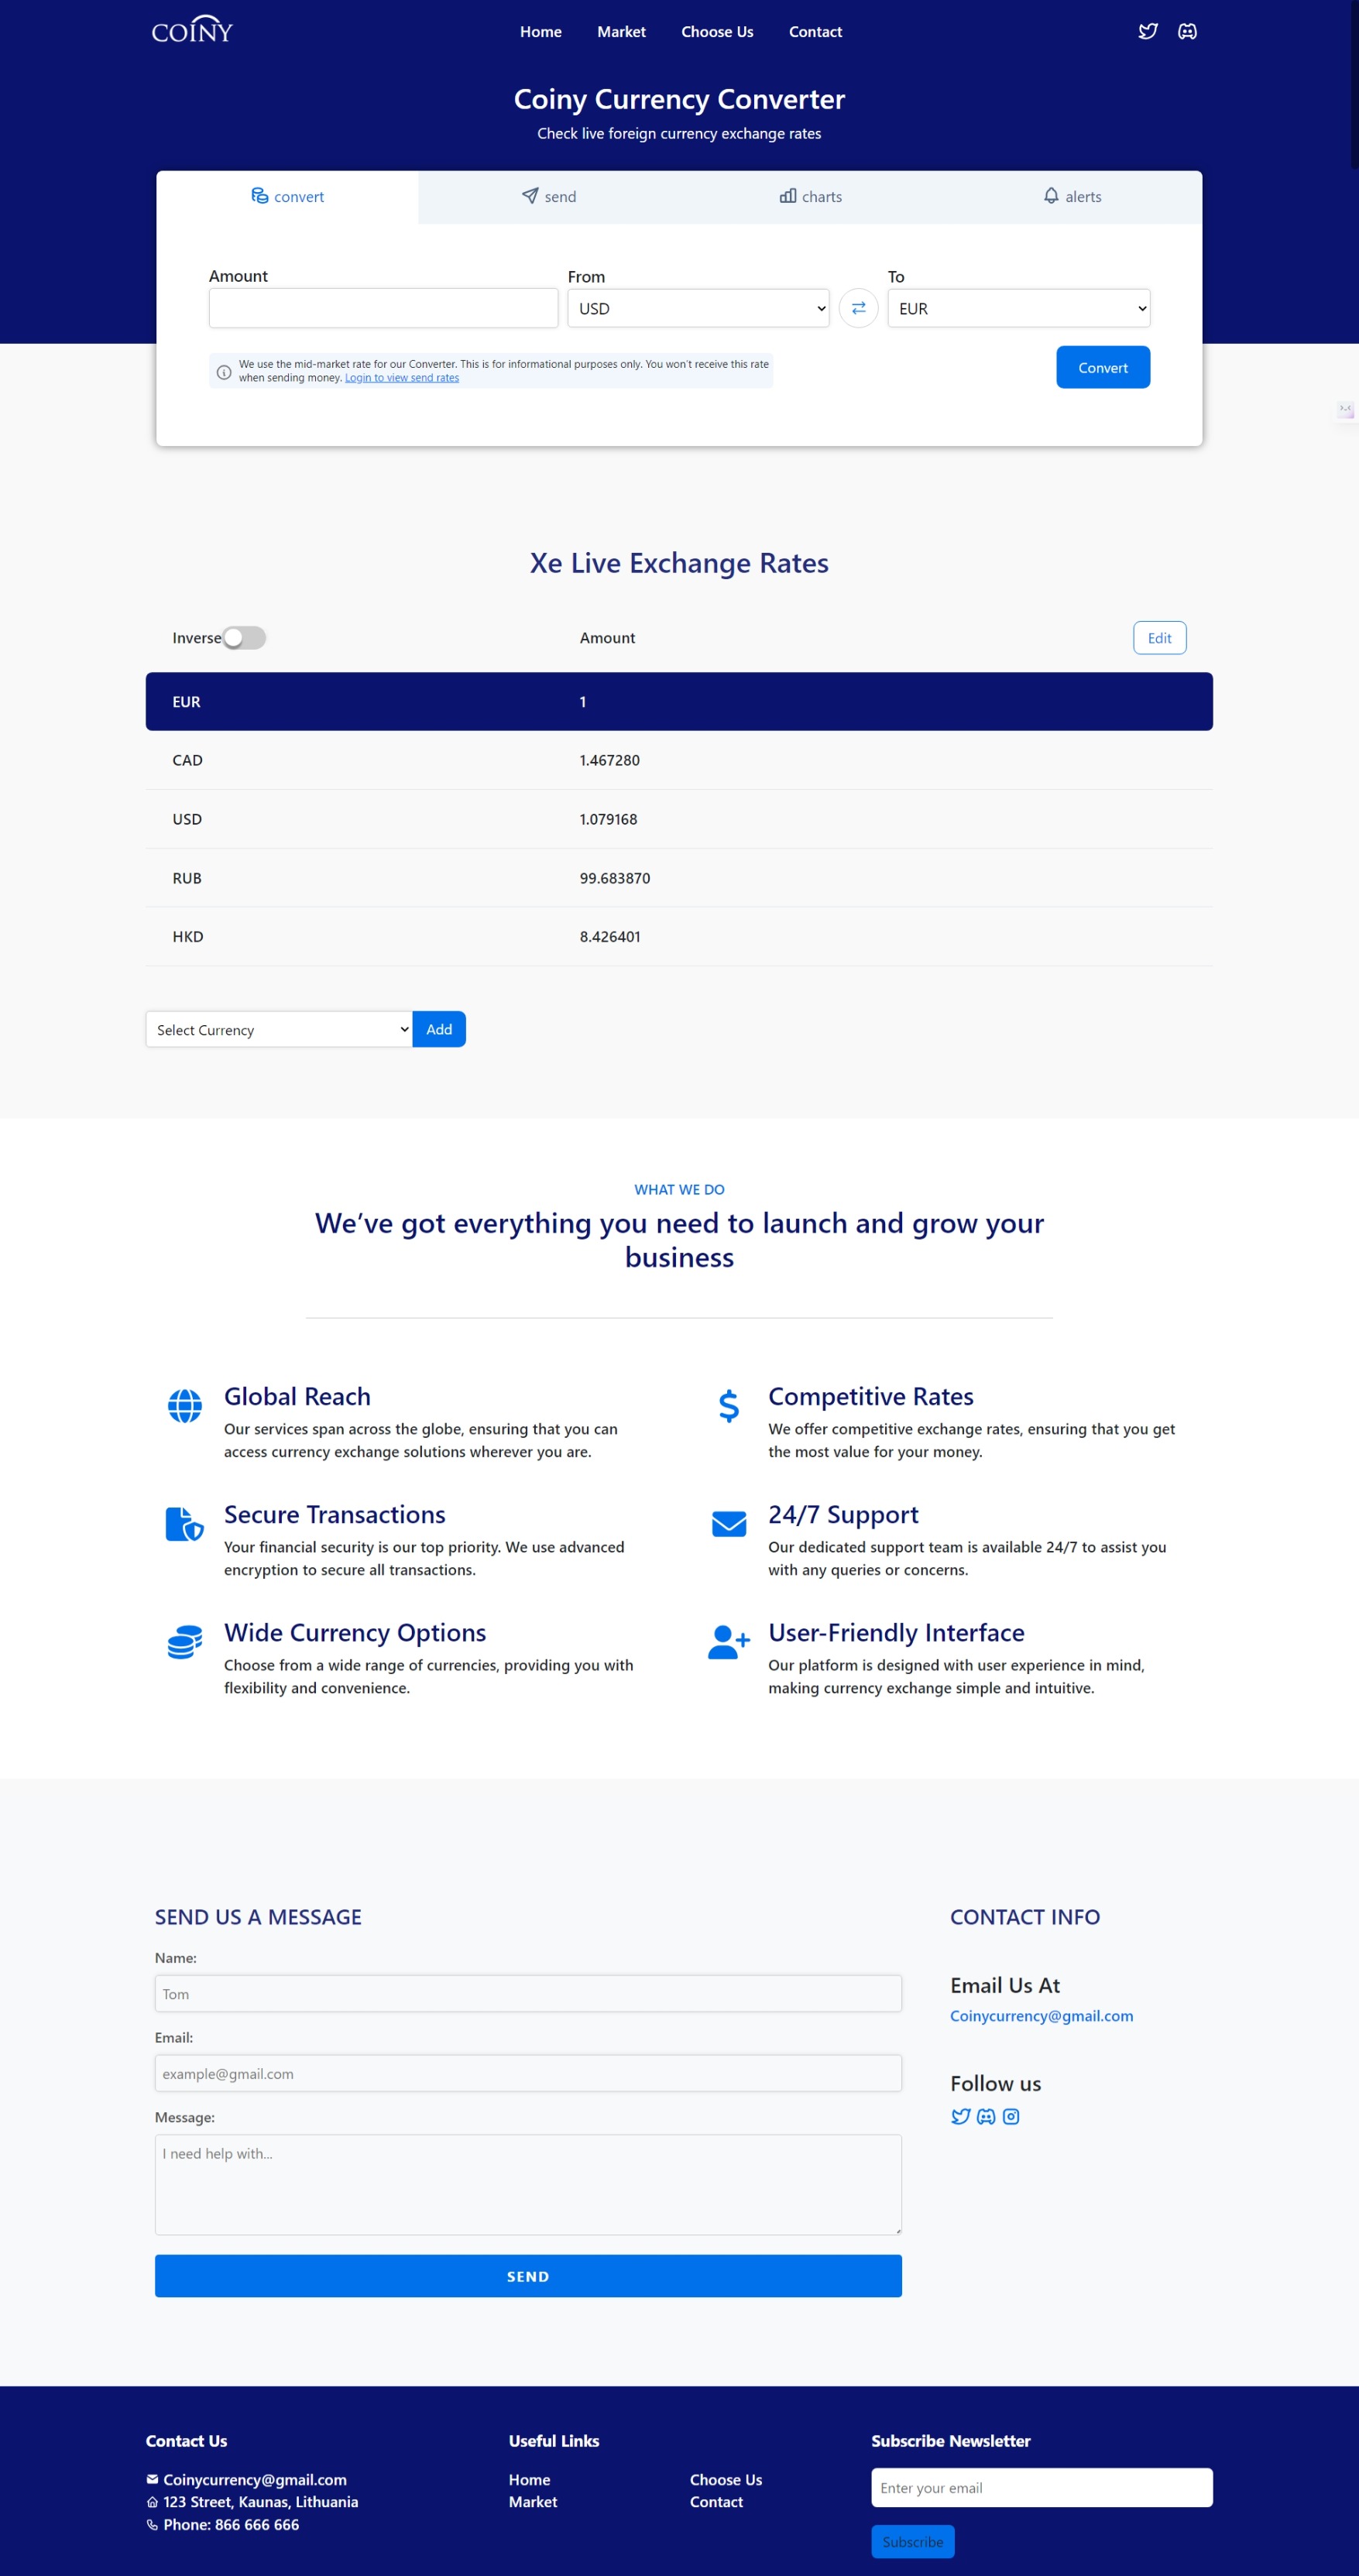 COINY
Home Market Choose Us Contact
Coiny Currency Converter
Check live foreign currency exchange rates
convert send charts alerts
Amount From To
USD EUR
We use the mid-market rate for our Converter. This is for informational purposes only. You won't receive this rate
when sending money. Login to view send rates
Convert
Xe Live Exchange Rates
Inverse Amount Edit
EUR 1
CAD 1.467280
USD 1.079168
RUB 99.683870
HKD 8.426401
Select Currency Add
WHAT WE DO
We’ve got everything you need to launch and grow your
business
Global Reach
Our services span across the globe, ensuring that you can
access currency exchange solutions wherever you are.
Competitive Rates
We offer competitive exchange rates, ensuring that you get
the most value for your money.
Secure Transactions
Your financial security is our top priority. We use advanced
encryption to secure all transactions.
24/7 Support
Our dedicated support team is available 24/7 to assist you
with any queries or concerns.
Wide Currency Options
Choose from a wide range of currencies, providing you with
flexibility and convenience.
User-Friendly Interface
Our platform is designed with user experience in mind,
making currency exchange simple and intuitive.
SEND US A MESSAGE
Name:
Tom
Email:
example@gmail.com
Message:
I need help with...
SEND
CONTACT INFO
Email Us At
Coinycurrency@gmail.com
Follow us
Contact Us
Coinycurrency@gmail.com
123 Street, Kaunas, Lithuania
Phone: 866 666 666
Useful Links
Home
Market
Choose Us
Contact
Subscribe Newsletter
Enter your email
Subscribe